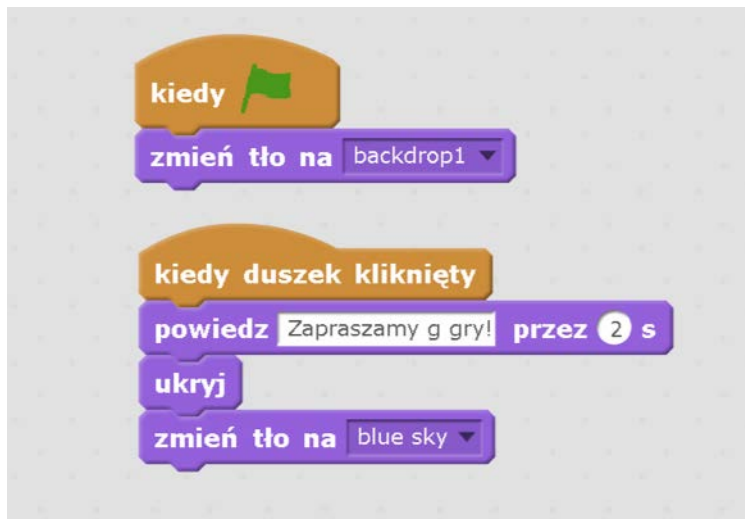 kiedy
zmień tło na backdrop1
kiedy duszek kliknięty
powiedz Zapraszamy g gry! przez 2 s
ukryj
zmień tło na blue sky